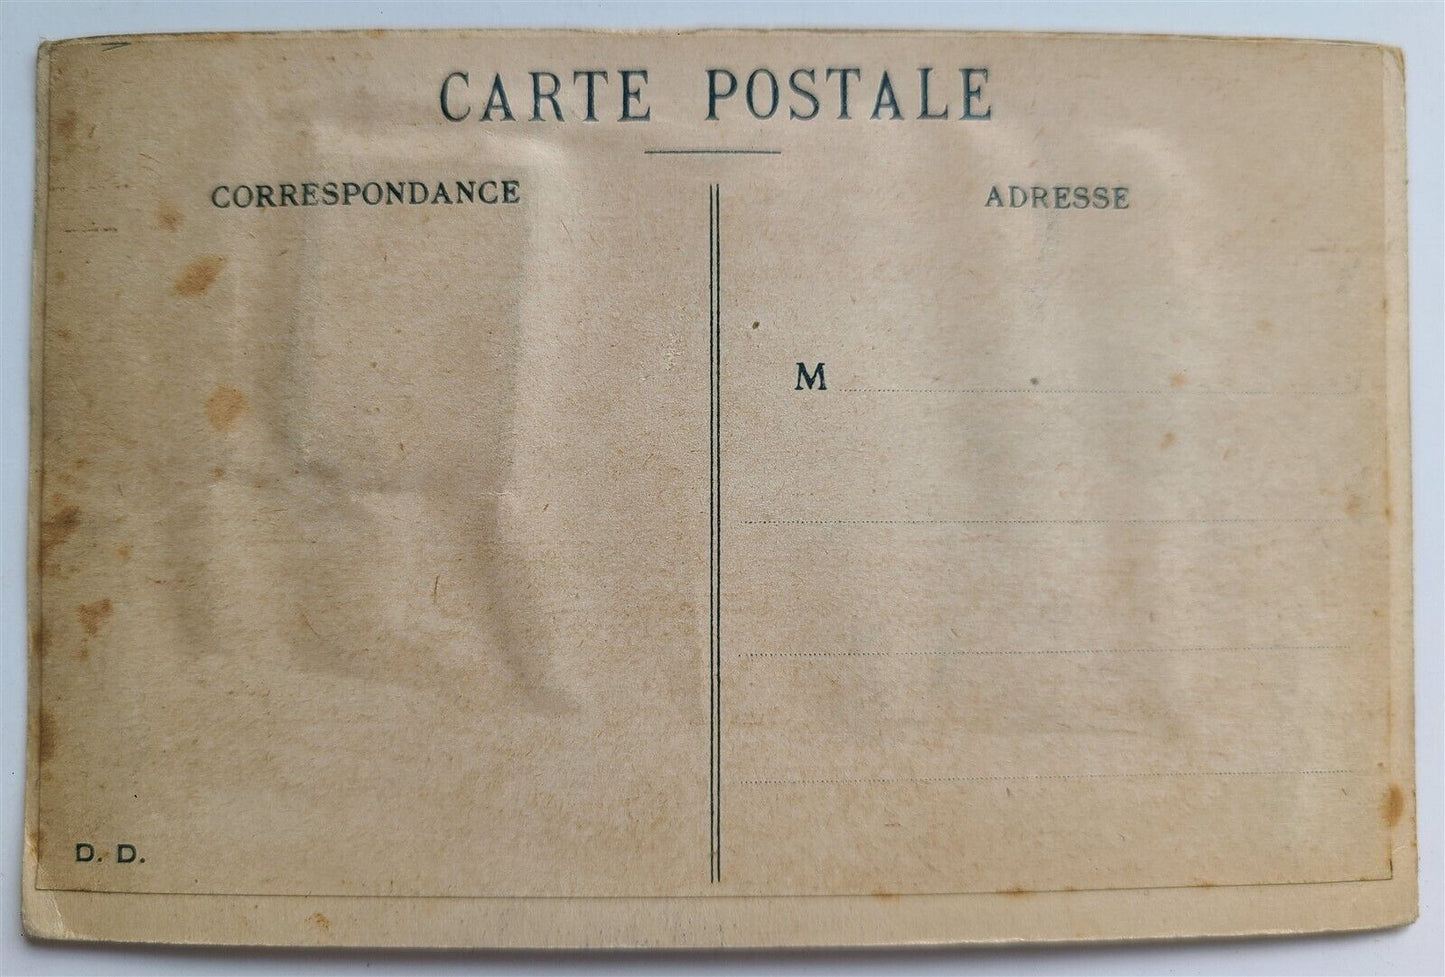 CARTE POSTALE
CORRESPONDANCE
ADRESSE
M
D. D.